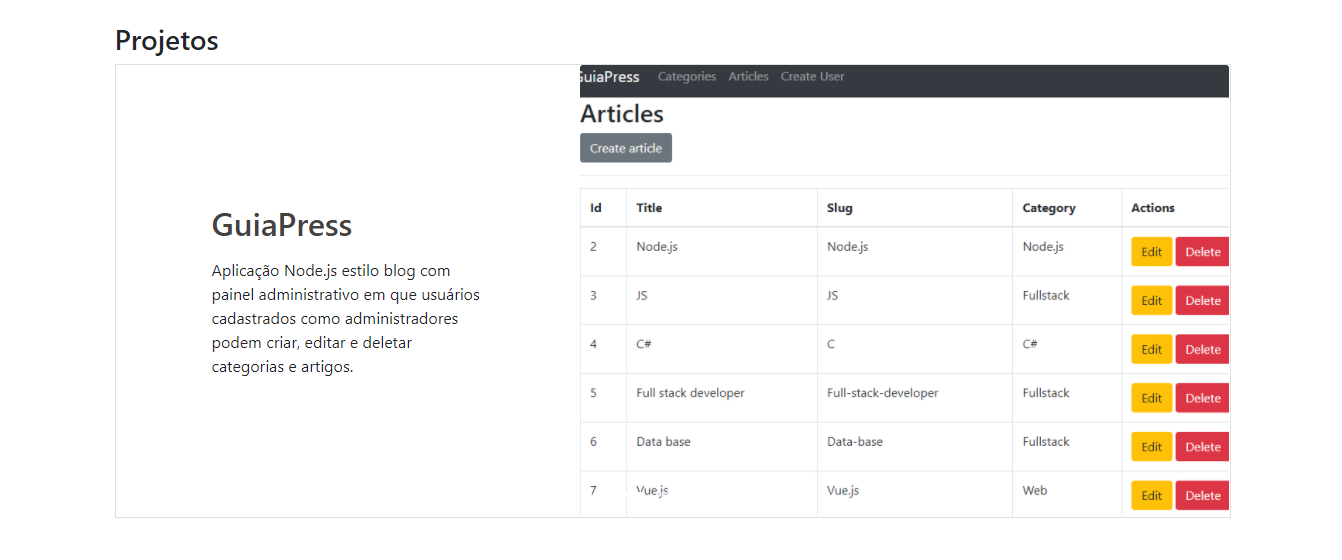 Projetos
GuiaPress
Aplicação Node.js estilo blog com
painel administrativo em que usuários
cadastrados como administradores
podem criar, editar e deletar
categorias e artigos.
GuiaPress Categories Articles Create User
Articles
Create article
Id Title Slug Category Actions
2 Node.js Node.js Node.js Edit Delete
3 JS JS Fullstack Edit Delete
4 C# C C# Edit Delete
5 Full stack developer Full-stack-developer Fullstack Edit Delete
6 Data base Data-base Fullstack Edit Delete
7 Vue.js Vue.js Web Edit Delete